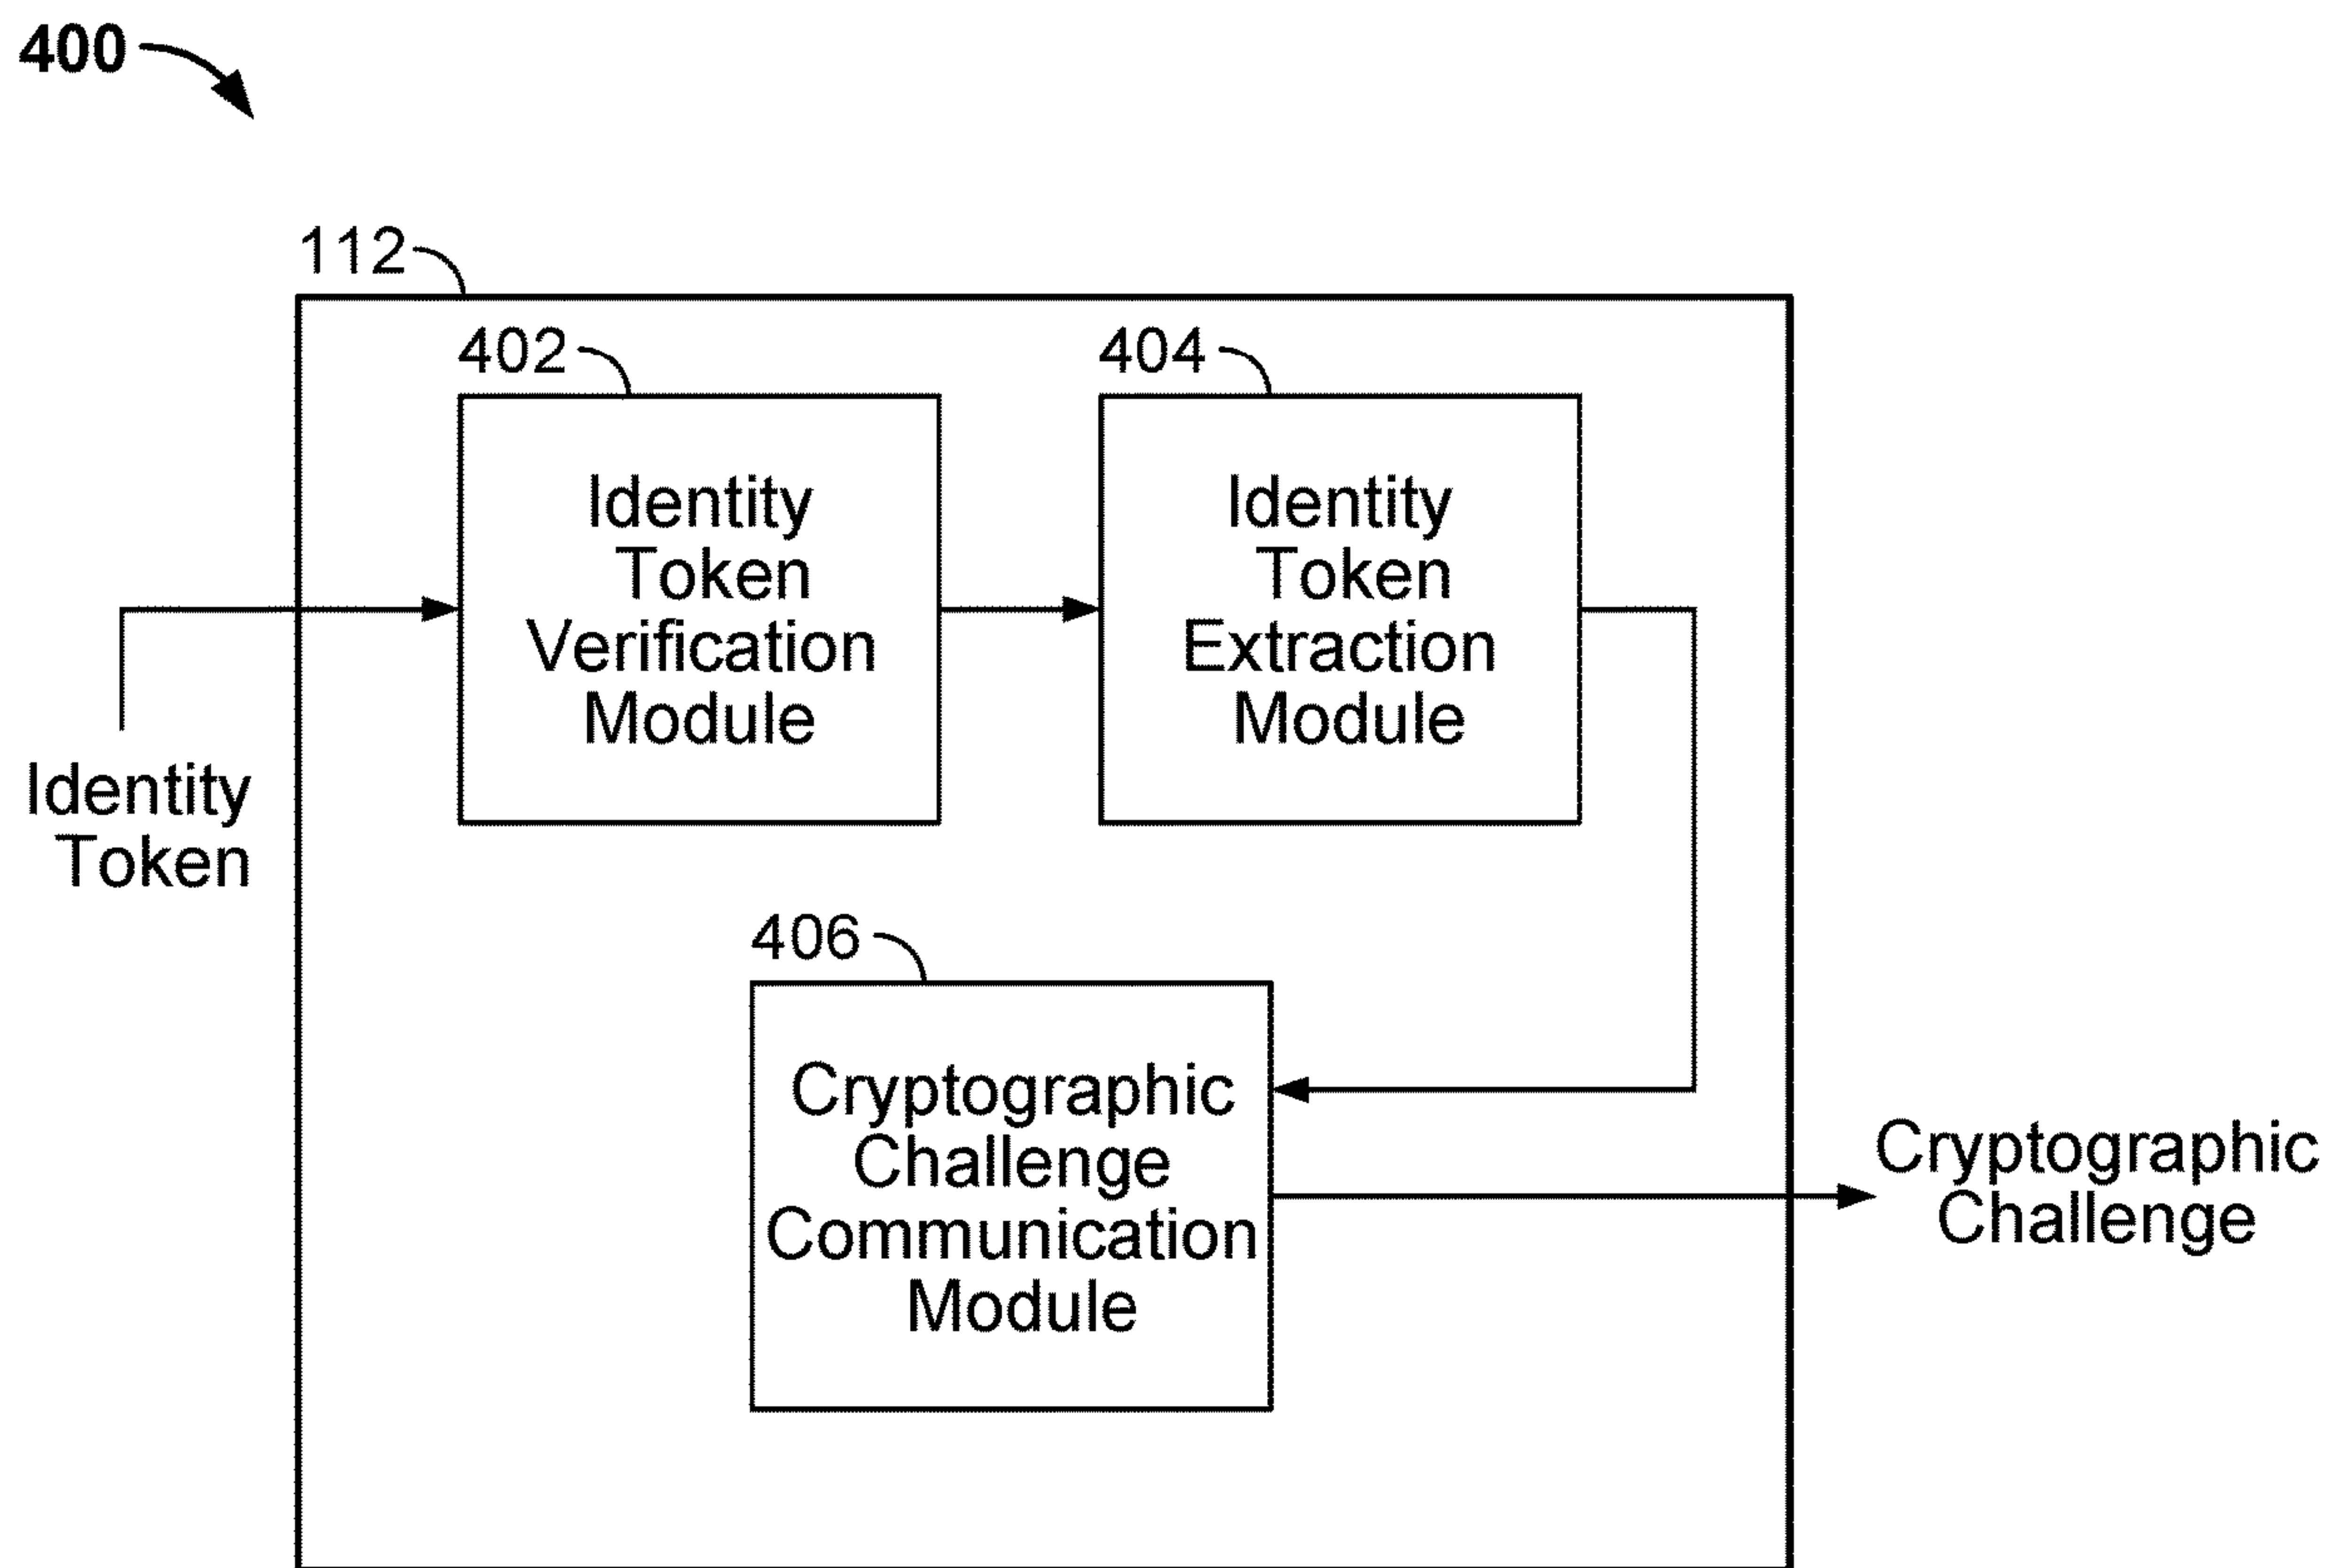 400
112
402
404
Identity
Token
Verification
Module
Identity
Token
Extraction
Module
Identity
Token
406
Cryptographic
Challenge
Communication
Module
Cryptographic
Challenge